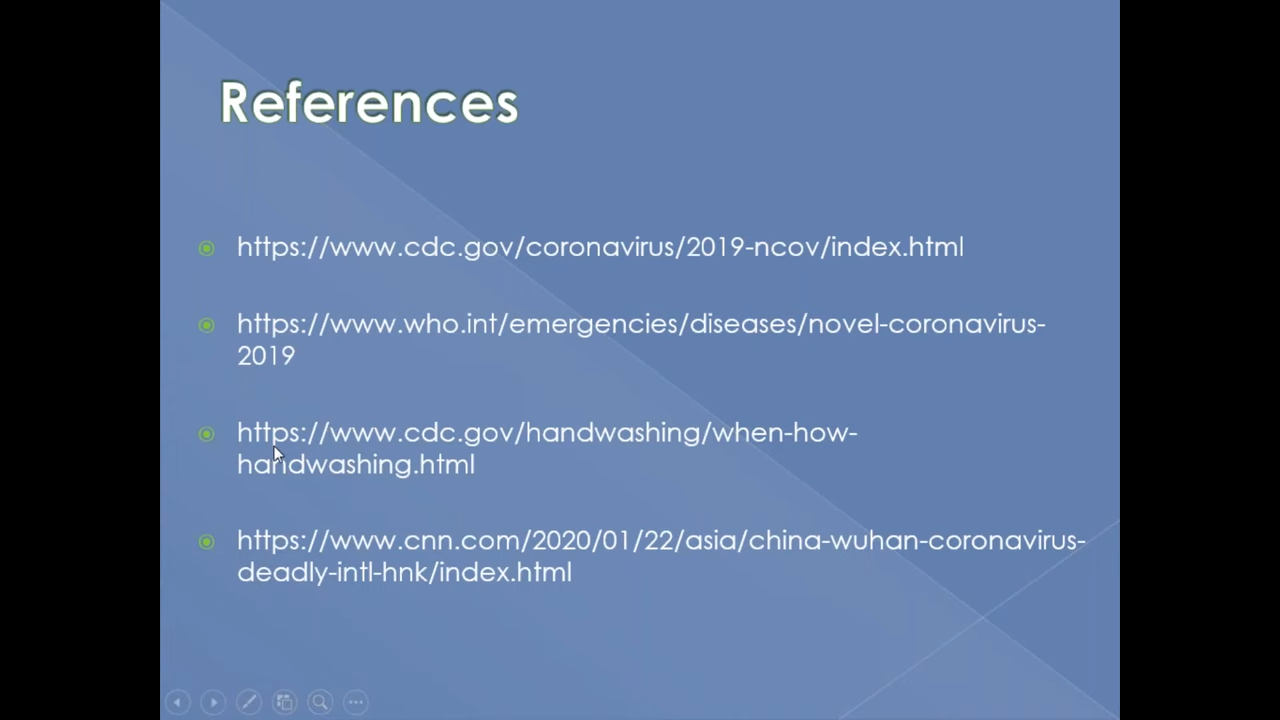 References
https://www.cdc.gov/coronavirus/2019-ncov/index.html
https://www.who.int/emergencies/diseases/novel-coronavirus-
2019
https://www.cdc.gov/handwashing/when-how-
handwashing.html
https://www.cnn.com/2020/01/22/asia/china-wuhan-coronavirus-
deadly-intl-hnk/index.html